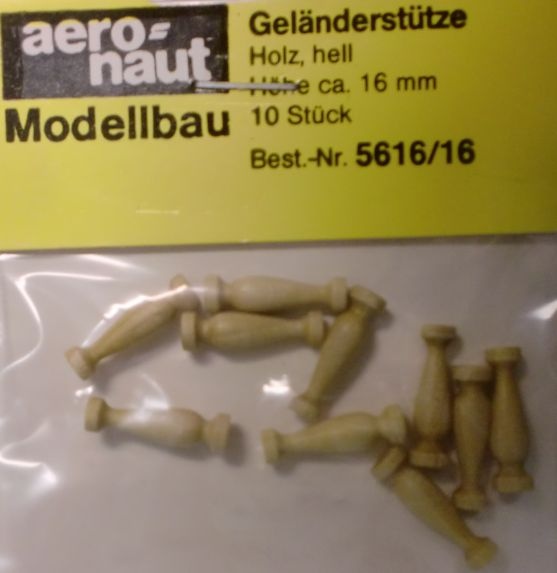 aero=
naut
Modellbau
Geländerstütze
Holz, hell
Höhe ca. 16 mm
10 Stück
Best.-Nr. 5616/16